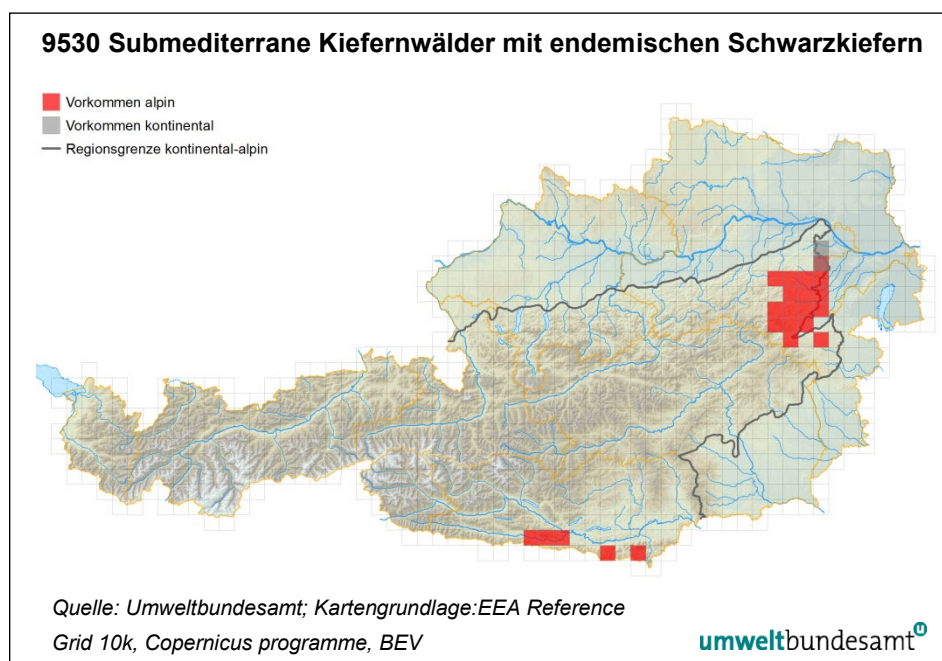 9530 Submediterrane Kiefernwälder mit endemischen Schwarzkiefern
Vorkommen alpin
Vorkommen kontinental
Regionsgrenze kontinental-alpin
Quelle: Umweltbundesamt; Kartengrundlage:EEA Reference
Grid 10k, Copernicus programme, BEV
umweltbundesamt u